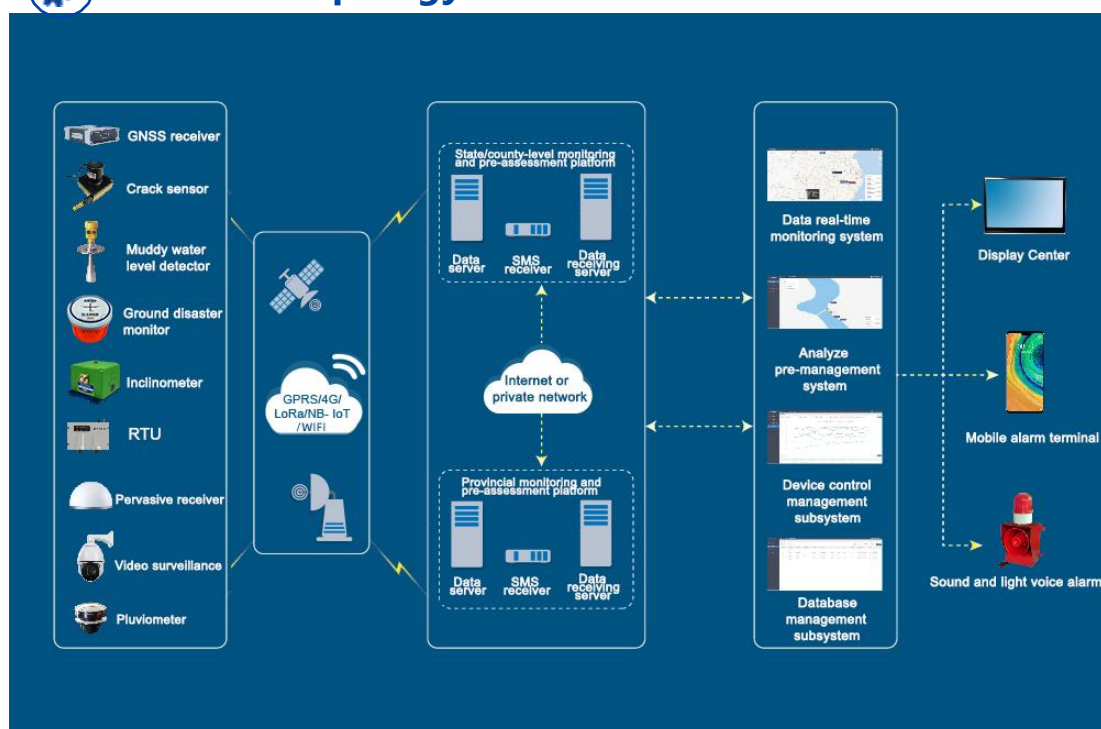 GNSS receiver
Crack sensor
Muddy water
level detector
Ground disaster
monitor
Inclinometer
RTU
Pervasive receiver
Video surveillance
Pluviometer
GPRS/4G/
LoRa/NB- IoT
/WIFI
State/county-level monitoring
and pre-assessment platform
Data
server
SMS
receiver
Data
receiving
server
Internet or
private network
Provincial monitoring and
pre-assessment platform
Data
server
SMS
receiver
Data
receiving
server
Data real-time
monitoring system
Analyze
pre-management
system
Device control
management
subsystem
Database
management
subsystem
Display Center
Mobile alarm terminal
Sound and light voice alarm